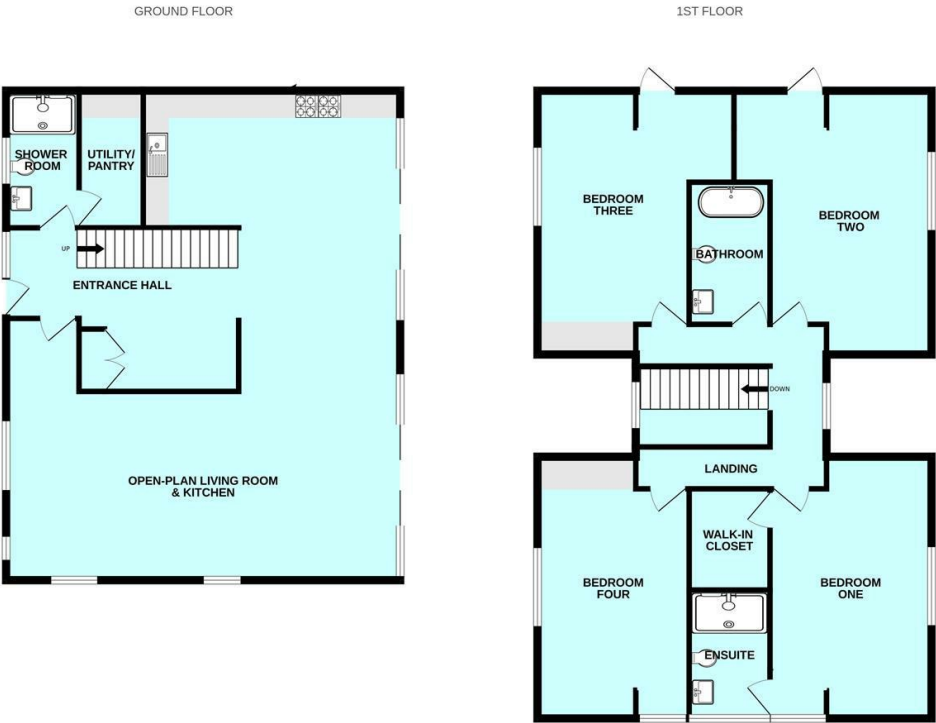 GROUND FLOOR
1ST FLOOR
SHOWER
ROOM
UTILITY/
PANTRY
UP
ENTRANCE HALL
OPEN-PLAN LIVING ROOM
& KITCHEN
BEDROOM
THREE
BATHROOM
BEDROOM
TWO
DOWN
LANDING
WALK-IN
CLOSET
BEDROOM
FOUR
BEDROOM
ONE
ENSUITE